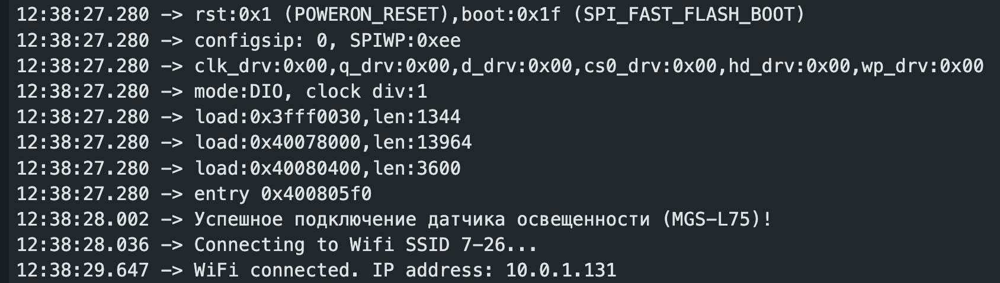 12:38:27.280 -> rst:0x1 (POWERON_RESET),boot:0x1f (SPI_FAST_FLASH_BOOT)
12:38:27.280 -> configsip: 0, SPIWP:0xee
12:38:27.280 -> clk_drv:0x00,q_drv:0x00,d_drv:0x00,cs0_drv:0x00,hd_drv:0x00,wp_drv:0x00
12:38:27.280 -> mode:DIO, clock div:1
12:38:27.280 -> load:0x3fff0030,len:1344
12:38:27.280 -> load:0x40078000,len:13964
12:38:27.280 -> load:0x40080400,len:3600
12:38:27.280 -> entry 0x400805f0
12:38:28.002 -> Успешное подключение датчика освещенности (MGS-L75)!
12:38:28.036 -> Connecting to Wifi SSID 7-26...
12:38:29.647 -> WiFi connected. IP address: 10.0.1.131